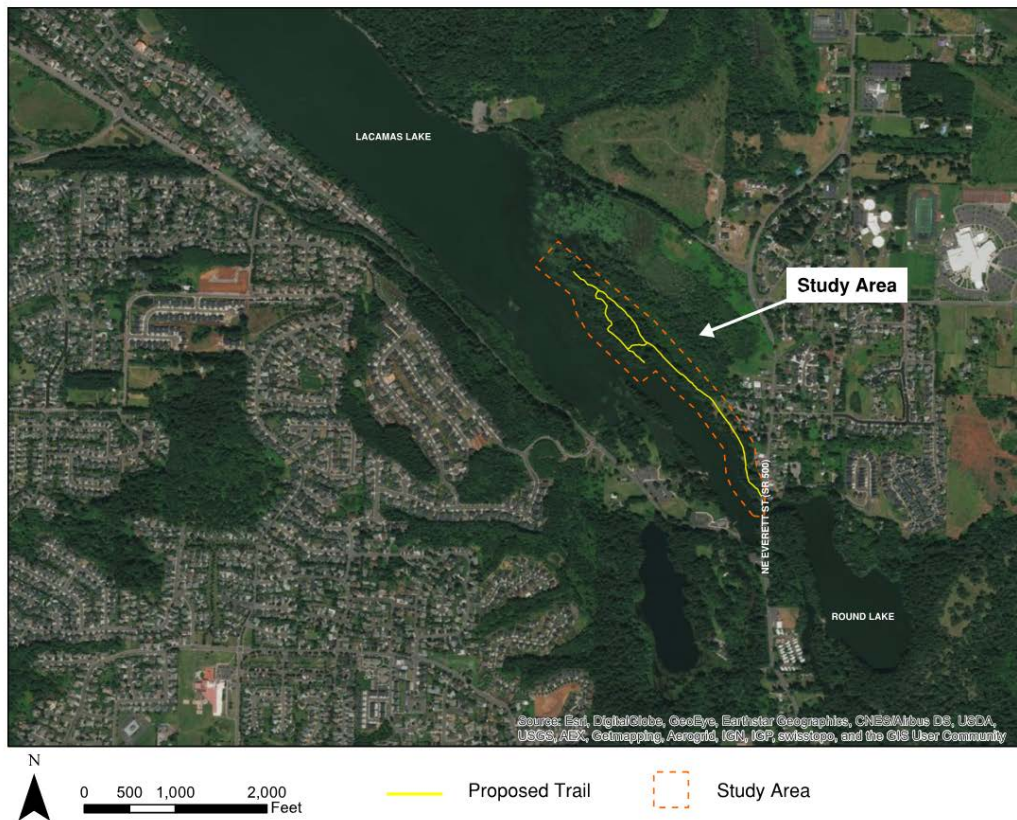 LACAMAS LAKE
Study Area
NE EVERETT ST (SR 500)
ROUND LAKE
Source: Esri, DigitalGlobe, GeoEye, Earthstar Geographics, CNES/Airbus DS, USDA,
USGS, AEX, Getmapping, Aerogrid, IGN, IGP, swisstopo, and the GIS User Community
N
0 500 1,000 2,000
Feet
Proposed Trail
Study Area